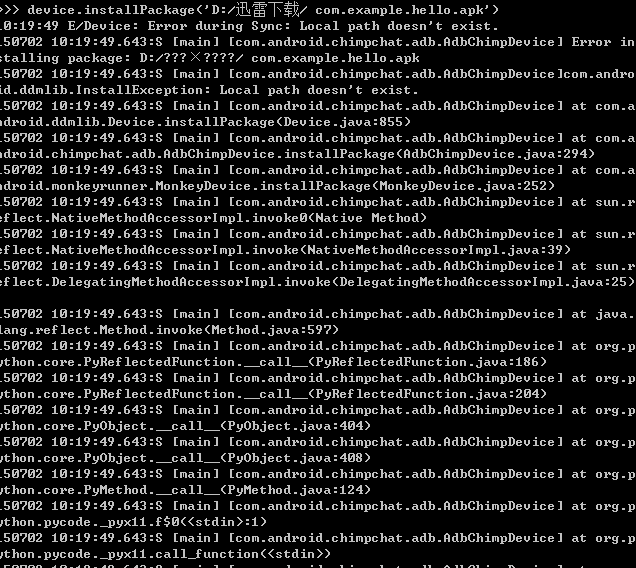 >>> device.installPackage('D:/迅雷下载/ com.example.hello.apk')
10:19:49 E/Device: Error during Sync: Local path doesn't exist.
150702 10:19:49.643:S [main] [com.android.chimpchat.adb.AdbChimpDevice] Error in
stalling package: D:/???×????/ com.example.hello.apk
150702 10:19:49.643:S [main] [com.android.chimpchat.adb.AdbChimpDevice]com.andro
id.ddmlib.InstallException: Local path doesn't exist.
150702 10:19:49.643:S [main] [com.android.chimpchat.adb.AdbChimpDevice] at com.a
ndroid.ddmlib.Device.installPackage(Device.java:855)
150702 10:19:49.643:S [main] [com.android.chimpchat.adb.AdbChimpDevice] at com.a
ndroid.chimpchat.adb.AdbChimpDevice.installPackage(AdbChimpDevice.java:294)
150702 10:19:49.643:S [main] [com.android.chimpchat.adb.AdbChimpDevice] at com.a
ndroid.monkeyrunner.MonkeyDevice.installPackage(MonkeyDevice.java:252)
150702 10:19:49.643:S [main] [com.android.chimpchat.adb.AdbChimpDevice] at sun.r
eflect.NativeMethodAccessorImpl.invoke0(Native Method)
150702 10:19:49.643:S [main] [com.android.chimpchat.adb.AdbChimpDevice] at sun.r
eflect.NativeMethodAccessorImpl.invoke(NativeMethodAccessorImpl.java:39)
150702 10:19:49.643:S [main] [com.android.chimpchat.adb.AdbChimpDevice] at sun.r
eflect.DelegatingMethodAccessorImpl.invoke(DelegatingMethodAccessorImpl.java:25)
150702 10:19:49.643:S [main] [com.android.chimpchat.adb.AdbChimpDevice] at java.
lang.reflect.Method.invoke(Method.java:597)
150702 10:19:49.643:S [main] [com.android.chimpchat.adb.AdbChimpDevice] at org.p
ython.core.PyReflectedFunction.__call__(PyReflectedFunction.java:186)
150702 10:19:49.643:S [main] [com.android.chimpchat.adb.AdbChimpDevice] at org.p
ython.core.PyReflectedFunction.__call__(PyReflectedFunction.java:204)
150702 10:19:49.643:S [main] [com.android.chimpchat.adb.AdbChimpDevice] at org.p
ython.core.PyObject.__call__(PyObject.java:404)
150702 10:19:49.643:S [main] [com.android.chimpchat.adb.AdbChimpDevice] at org.p
ython.core.PyObject.__call__(PyObject.java:408)
150702 10:19:49.643:S [main] [com.android.chimpchat.adb.AdbChimpDevice] at org.p
ython.core.PyMethod.__call__(PyMethod.java:124)
150702 10:19:49.643:S [main] [com.android.chimpchat.adb.AdbChimpDevice] at org.p
ython.pycode._pyx11.f$0(<stdin>:1)
150702 10:19:49.643:S [main] [com.android.chimpchat.adb.AdbChimpDevice] at org.p
ython.pycode._pyx11.call_function(<stdin>)